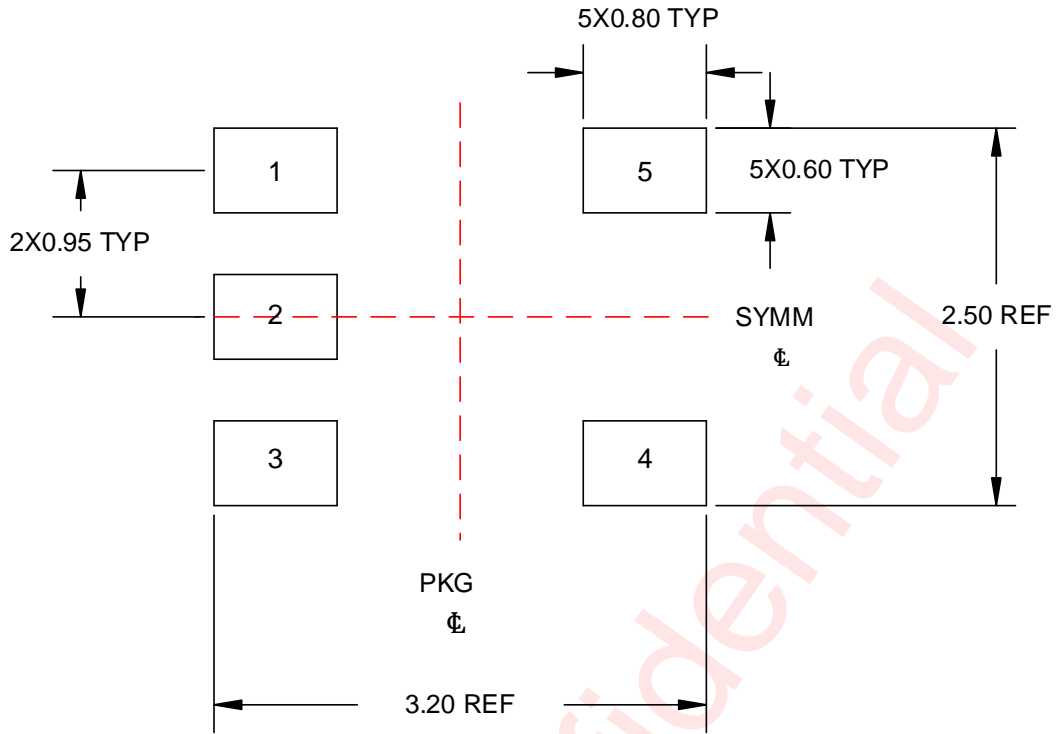 5X0.80 TYP
1
5
5X0.60 TYP
2X0.95 TYP
2
SYMM
℄
2.50 REF
3
4
PKG
℄
3.20 REF
fidential